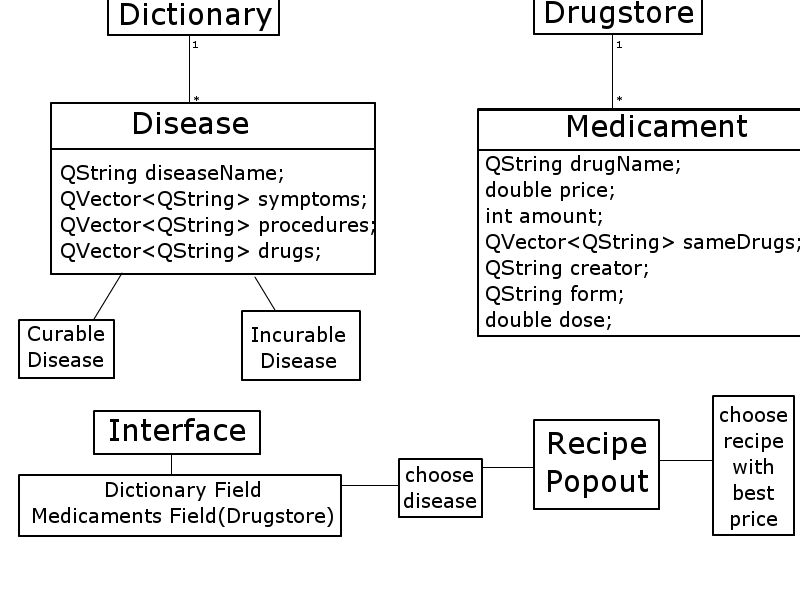 Dictionary
1
*
Disease
QString diseaseName;
QVector<QString> symptoms;
QVector<QString> procedures;
QVector<QString> drugs;
Curable
Disease
Incurable
Disease
Drugstore
1
*
Medicament
QString drugName;
double price;
int amount;
QVector<QString> sameDrugs;
QString creator;
QString form;
double dose;
Interface
Dictionary Field
Medicaments Field(Drugstore)
choose
disease
Recipe
Popout
choose
recipe
with
best
price